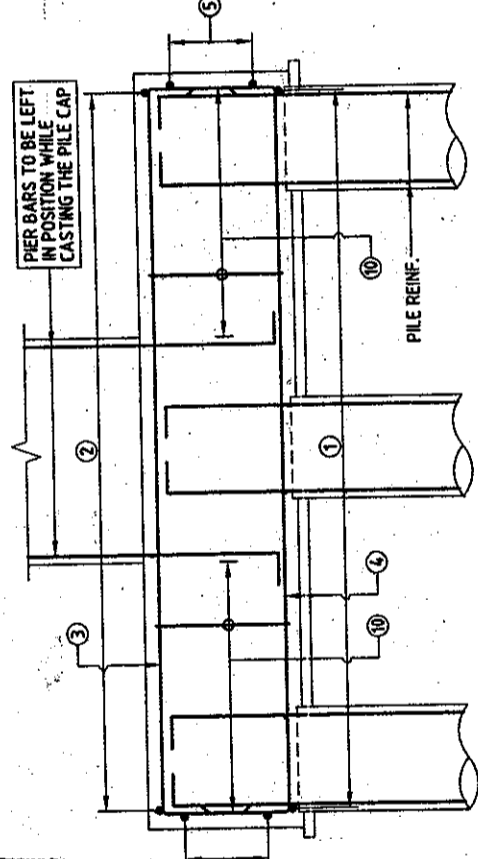 PIER BARS TO BE LEFT
IN POSITION WHILE
CASTING THE PILE CAP
5
2
3
10
10
1
4
PILE REINF.